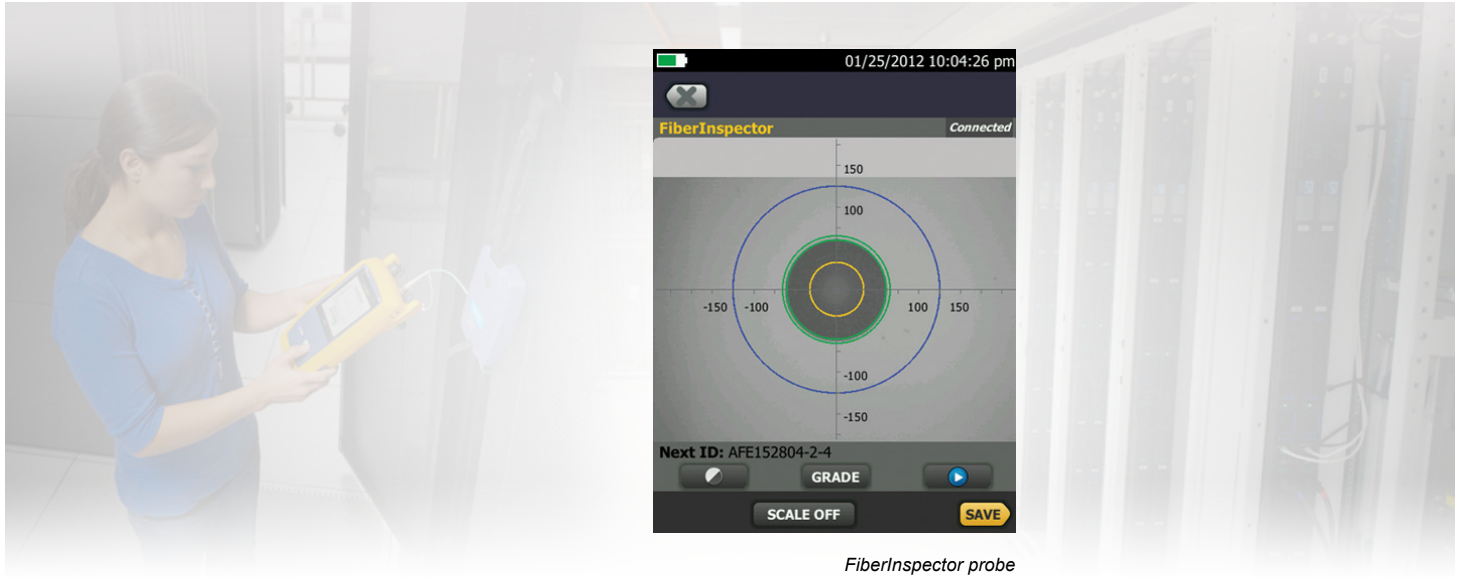 01/25/2012 10:04:26 pm
FiberInspector
Connected
150
100
-150 -100 100 150
-100
-150
Next ID: AFE152804-2-4
GRADE
SCALE OFF
SAVE
FiberInspector probe